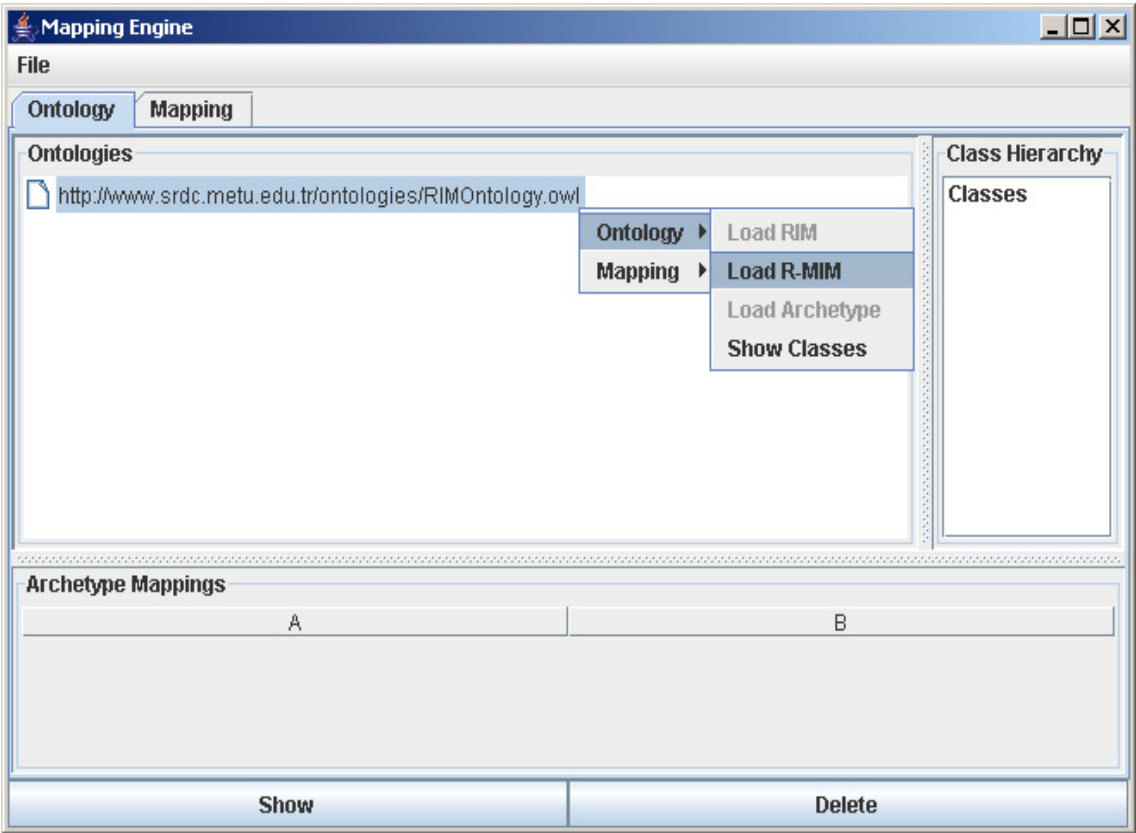 Mapping Engine
File
Ontology Mapping
Ontologies
http://www.srdc.metu.edu.tr/ontologies/RIMOntology.owl
Ontology
Mapping
Load RIM
Load R-MIM
Load Archetype
Show Classes
Class Hierarchy
Classes
Archetype Mappings
A B
Show Delete